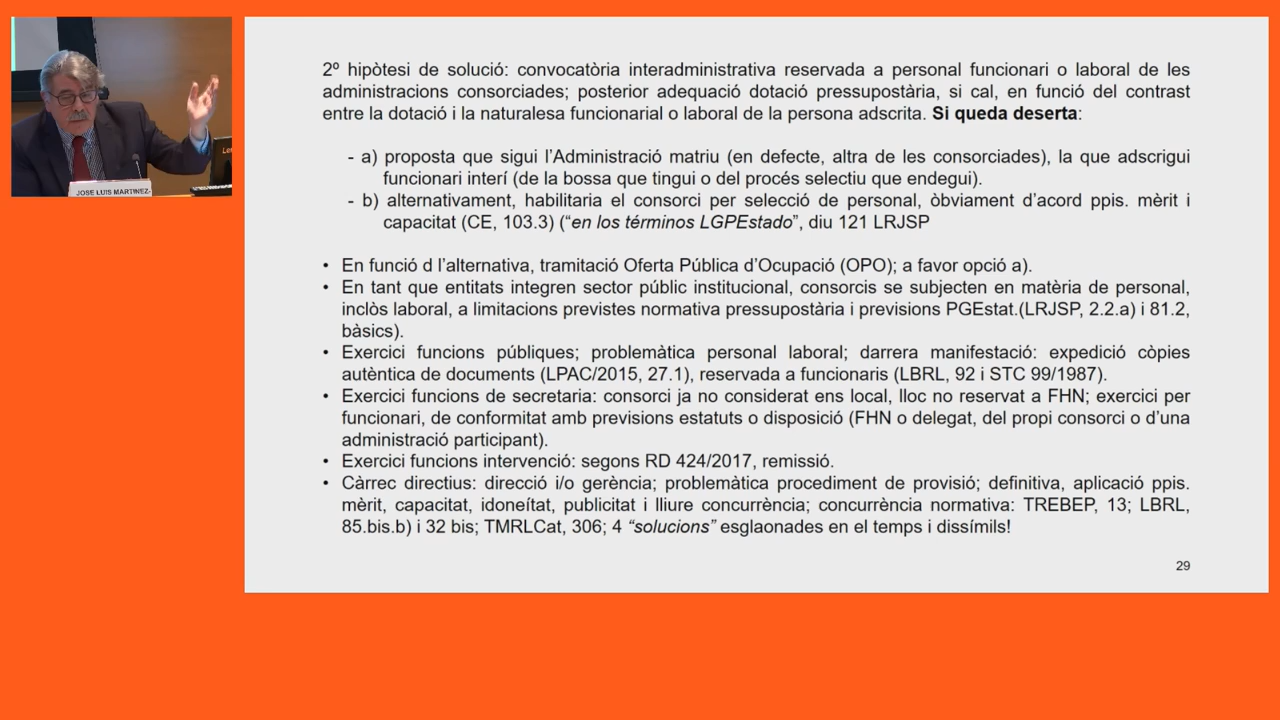 2º hipòtesi de solució: convocatòria interadministrativa reservada a personal funcionari o laboral de les
administracions consorciades; posterior adequació dotació pressupostària, si cal, en funció del contrast
entre la dotació i la naturalesa funcionarial o laboral de la persona adscrita. Si queda deserta:
- a) proposta que sigui l'Administració matriu (en defecte, altra de les consorciades), la que adscrigui
funcionari interí (de la bossa que tingui o del procés selectiu que endegui).
- b) alternativament, habilitaria el consorci per selecció de personal, òbviament d'acord ppis. mèrit i
capacitat (CE, 103.3) ("en los términos LGPEstado", diu 121 LRJSP
• En funció d l'alternativa, tramitació Oferta Pública d'Ocupació (OPO); a favor opció a).
• En tant que entitats integren sector públic institucional, consorcis se subjecten en matèria de personal,
inclòs laboral, a limitacions previstes normativa pressupostària i previsions PGEstat.(LRJSP, 2.2.a) i 81.2,
bàsics).
• Exercici funcions públiques; problemàtica personal laboral; darrera manifestació: expedició còpies
autèntica de documents (LPAC/2015, 27.1), reservada a funcionaris (LBRL, 92 i STC 99/1987).
• Exercici funcions de secretaria: consorci ja no considerat ens local, lloc no reservat a FHN; exercici per
funcionari, de conformitat amb previsions estatuts o disposició (FHN o delegat, del propi consorci o d'una
administració participant).
• Exercici funcions intervenció: segons RD 424/2017, remissió.
• Càrrec directius: direcció i/o gerència; problemàtica procediment de provisió; definitiva, aplicació ppis.
mèrit, capacitat, idoneïtat, publicitat i lliure concurrència; concurrència normativa: TREBEP, 13; LBRL,
85.bis.b) i 32 bis; TMRLCat, 306; 4 "solucions" esglaonades en el temps i dissímils!
29
JOSE LUIS MARTINEZ-